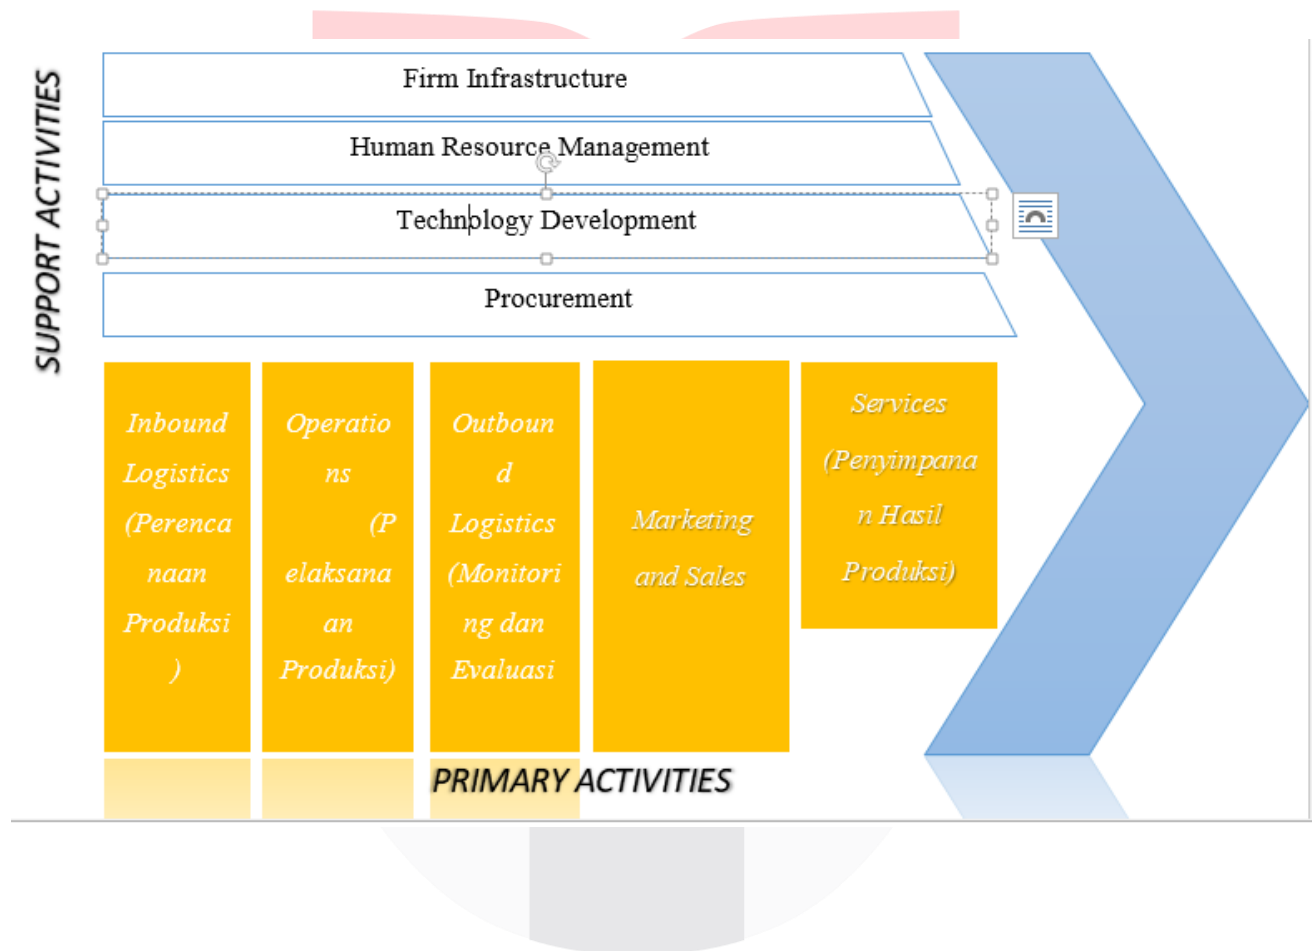 SUPPORT ACTIVITIES
Firm Infrastructure
Human Resource Management
Technology Development
Procurement
Inbound
Logistics
(Perenca
naan
Produksi
)
Operatio
ns
(P
elaksana
an
Produksi)
Outboun
d
Logistics
(Monitori
ng dan
Evaluasi
Marketing
and Sales
Services
(Penyimpana
n Hasil
Produksi)
PRIMARY ACTIVITIES